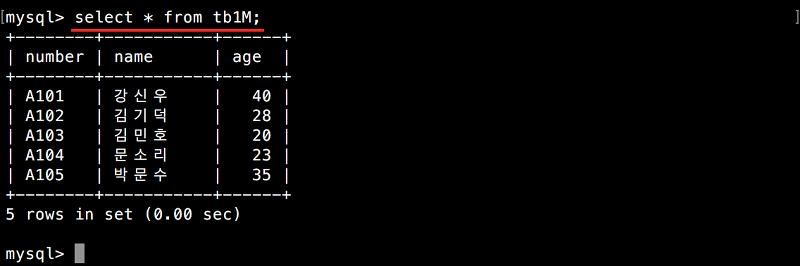 mysql> select * from tb1M;
+--------+-----------+------+
| number | name      | age  |
+--------+-----------+------+
| A101   | 강신우    |   40 |
| A102   | 김기덕    |   28 |
| A103   | 김민호    |   20 |
| A104   | 문소리    |   23 |
| A105   | 박문수    |   35 |
+--------+-----------+------+
5 rows in set (0.00 sec)
mysql>